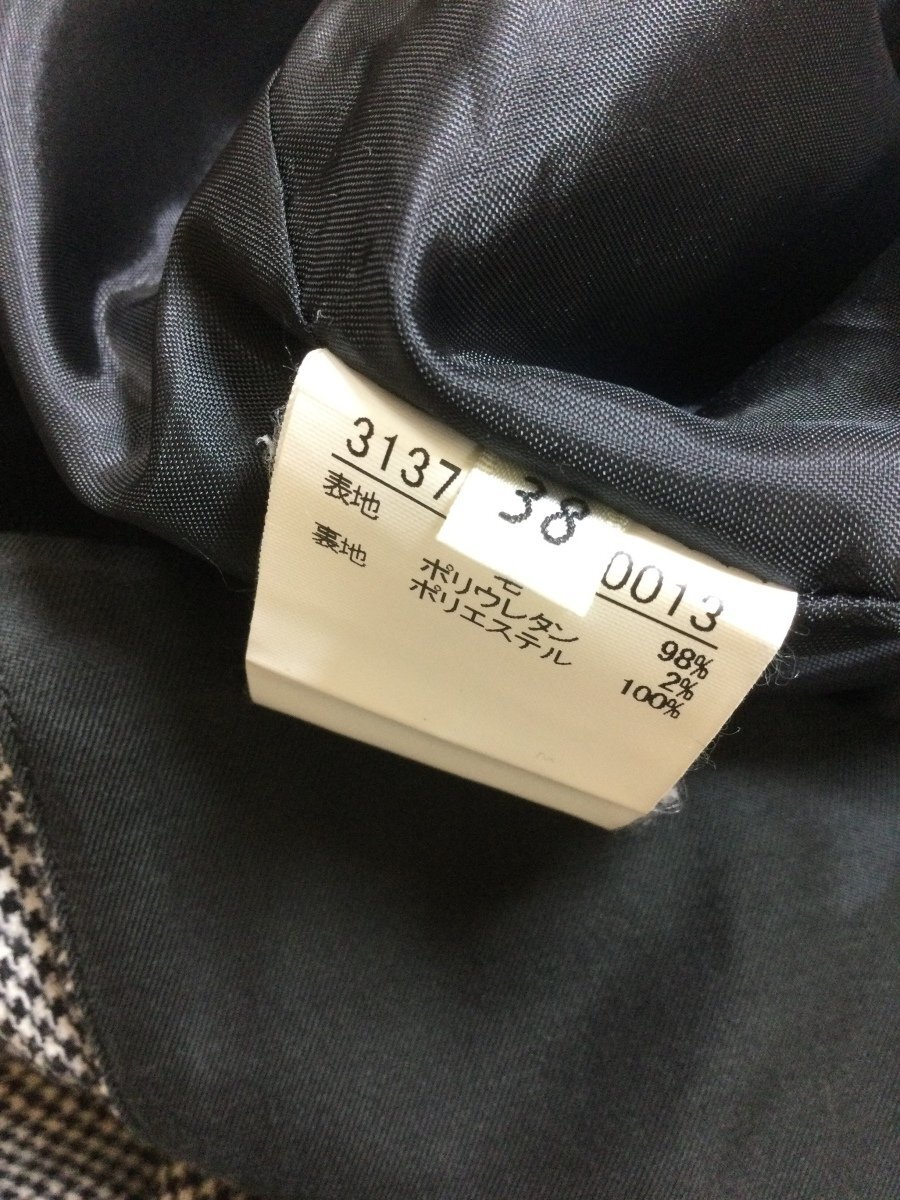 3137 38 0013
表地 毛 98%
ポリウレタン 2%
裏地 ポリエステル 100%